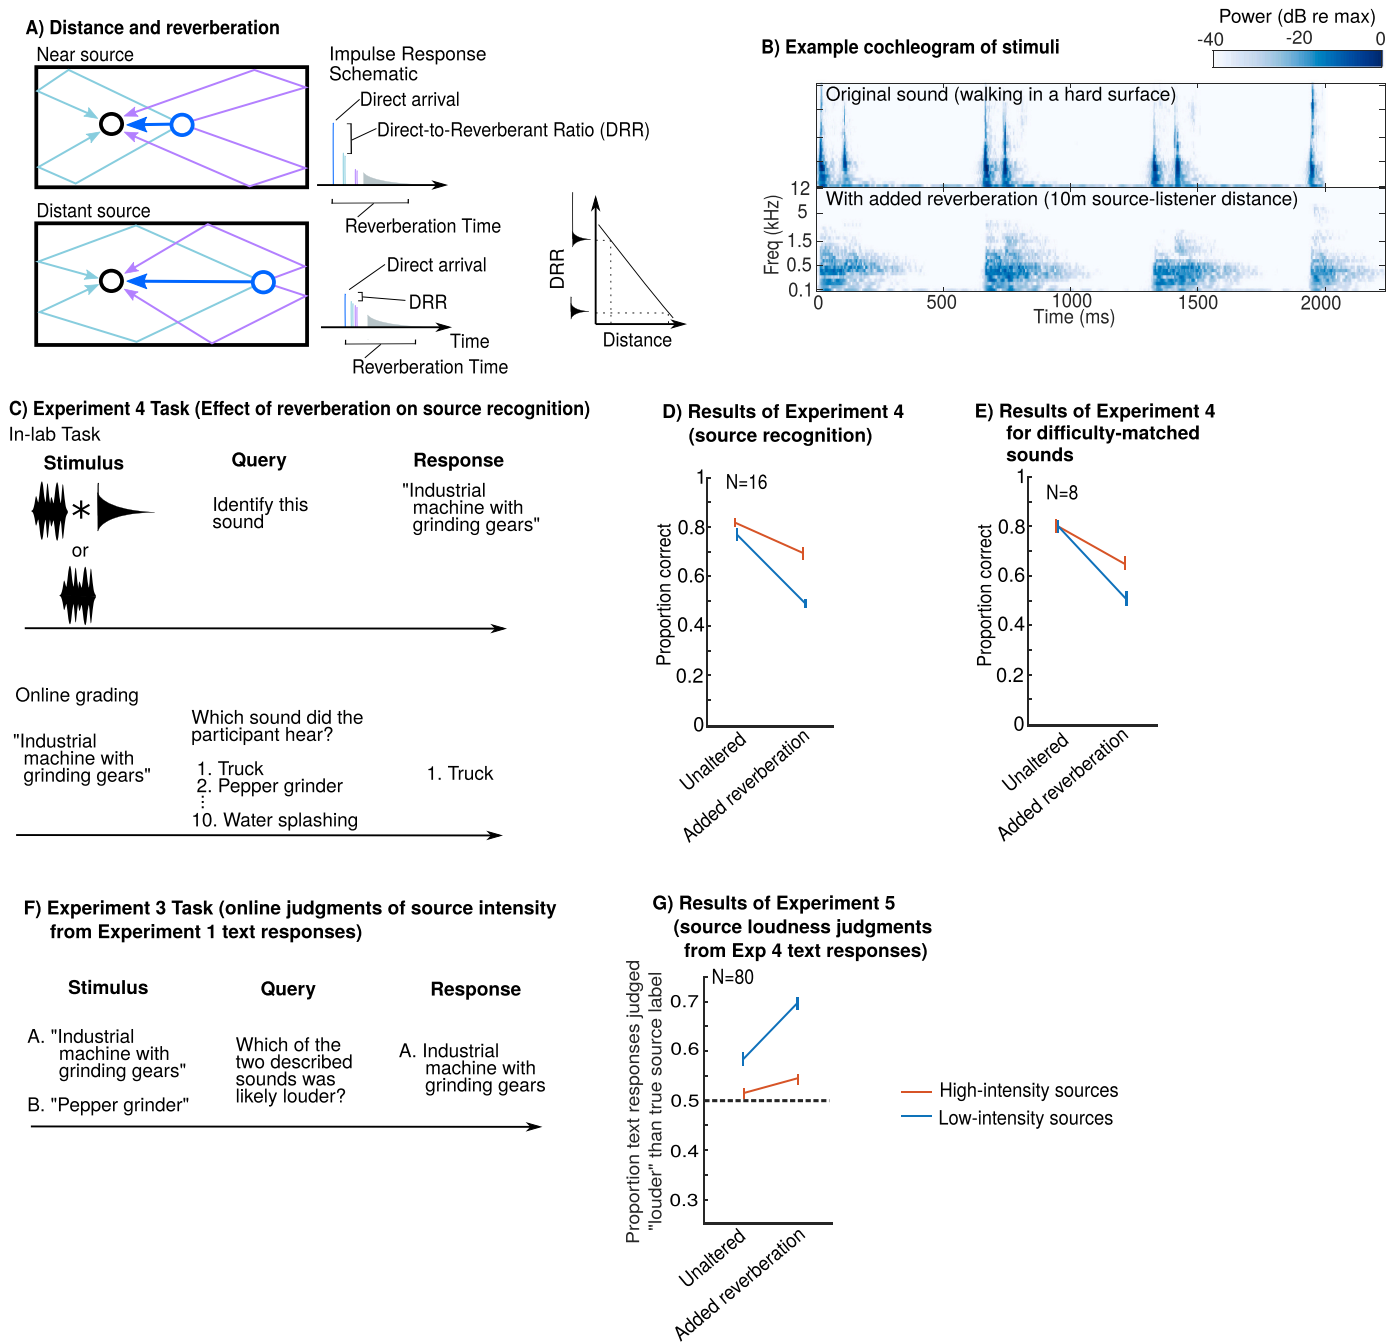 A) Distance and reverberation
Near source
Impulse Response
Schematic
Direct arrival
Direct-to-Reverberant Ratio (DRR)
Reverberation Time
Distant source
Direct arrival
DRR
Time
Reverberation Time
DRR
Distance
Power (dB re max)
-40
-20
0
B) Example cochleogram of stimuli
Original sound (walking in a hard surface)
With added reverberation (10m source-listener distance)
Freq (kHz)
12
5
1.5
0.5
0.1
0
500
1000
1500
2000
Time (ms)
C) Experiment 4 Task (Effect of reverberation on source recognition)
In-lab Task
Stimulus
Query
Response
*
or
Identify this
sound
"Industrial
machine with
grinding gears"
Online grading
"Industrial
machine with
grinding gears"
Which sound did the
participant hear?
1. Truck
2. Pepper grinder
⋮
10. Water splashing
1. Truck
D) Results of Experiment 4
(source recognition)
N=16
Proportion correct
1
0.8
0.6
0.4
0.2
0
Unaltered
Added reverberation
E) Results of Experiment 4
for difficulty-matched
sounds
N=8
Proportion correct
1
0.8
0.6
0.4
0.2
0
Unaltered
Added reverberation
F) Experiment 3 Task (online judgments of source intensity
from Experiment 1 text responses)
Stimulus
Query
Response
A. "Industrial
machine with
grinding gears"
B. "Pepper grinder"
Which of the
two described
sounds was
likely louder?
A. Industrial
machine with
grinding gears
G) Results of Experiment 5
(source loudness judgments
from Exp 4 text responses)
N=80
Proportion text responses judged
"louder" than true source label
0.7
0.6
0.5
0.4
0.3
Unaltered
Added reverberation
High-intensity sources
Low-intensity sources